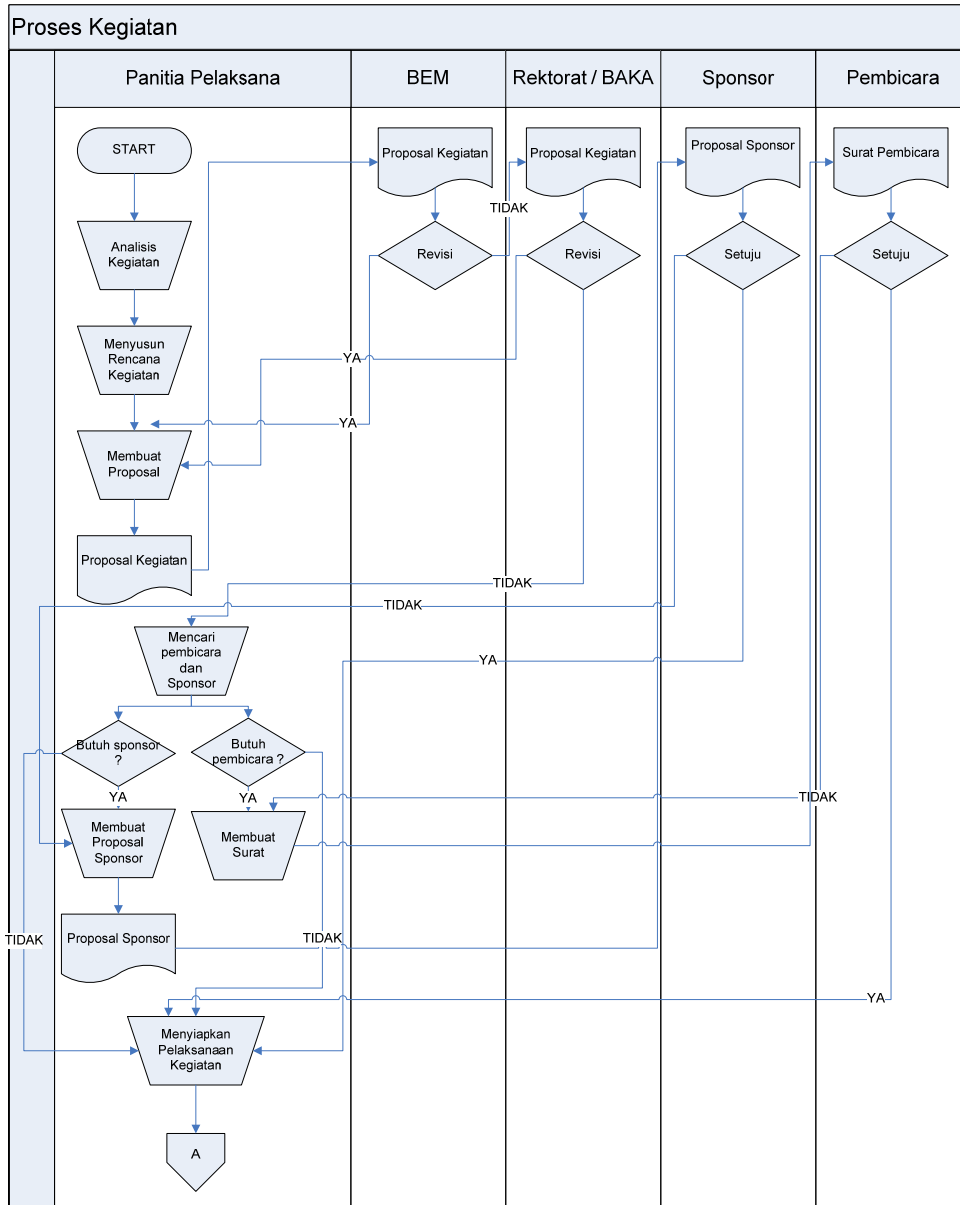 Proses Kegiatan
Panitia Pelaksana
BEM
Rektorat / BAKA
Sponsor
Pembicara
START
Proposal Kegiatan
Proposal Kegiatan
Proposal Sponsor
Surat Pembicara
TIDAK
Analisis
Kegiatan
Revisi
Revisi
Setuju
Setuju
Menyusun
Rencana
Kegiatan
YA
YA
Membuat
Proposal
Proposal Kegiatan
TIDAK
TIDAK
Mencari
pembicara
dan
Sponsor
YA
Butuh sponsor
?
Butuh
pembicara ?
YA
YA
TIDAK
Membuat
Proposal
Sponsor
Membuat
Surat
TIDAK
Proposal Sponsor
TIDAK
YA
Menyiapkan
Pelaksanaan
Kegiatan
A